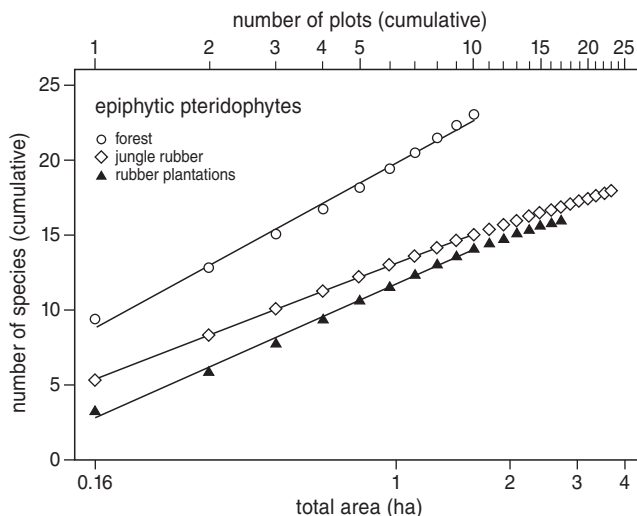 number of plots (cumulative)
1 2 3 4 5 10 15 20 25
25
20
15
10
5
0
number of species (cumulative)
epiphytic pteridophytes
forest
jungle rubber
rubber plantations
0.16 1 2 3 4
total area (ha)